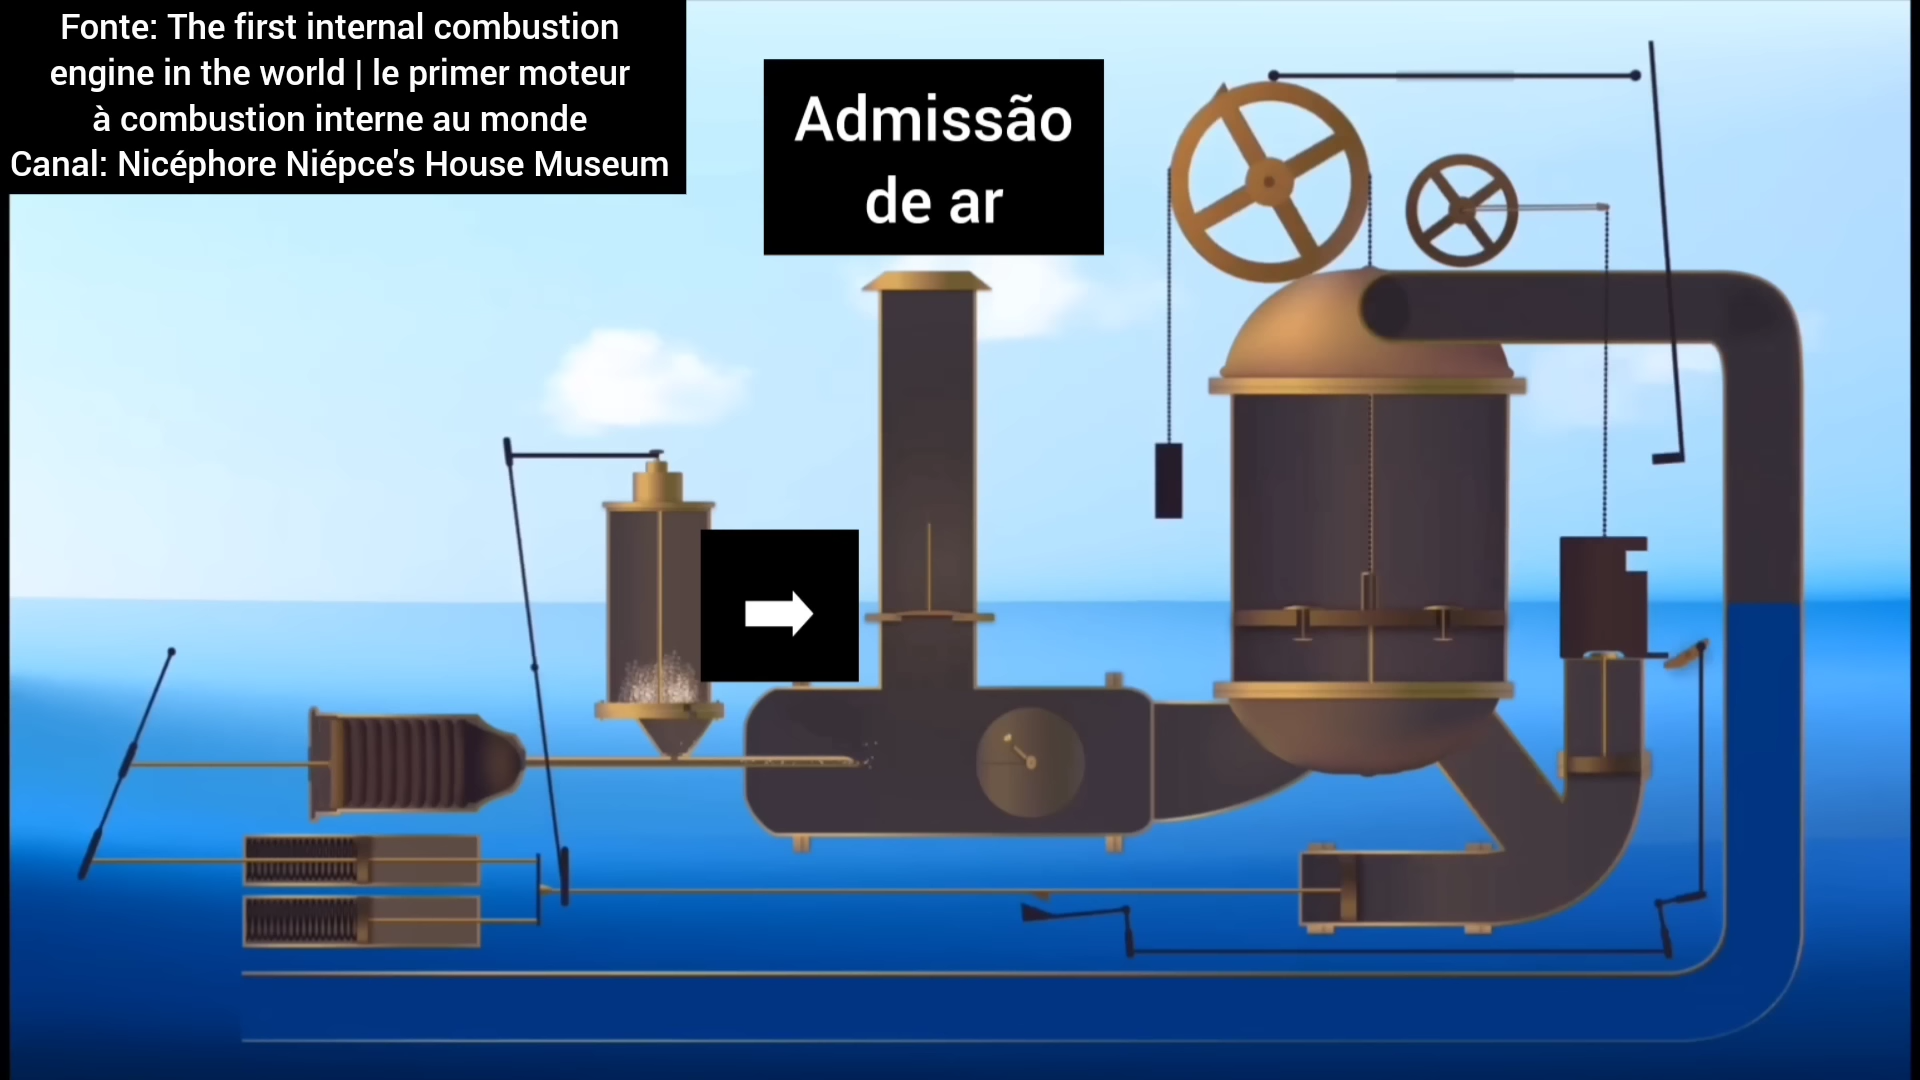 Fonte: The first internal combustion
engine in the world | le primer moteur
à combustion interne au monde
Canal: Nicéphore Niépce's House Museum
Admissão
de ar